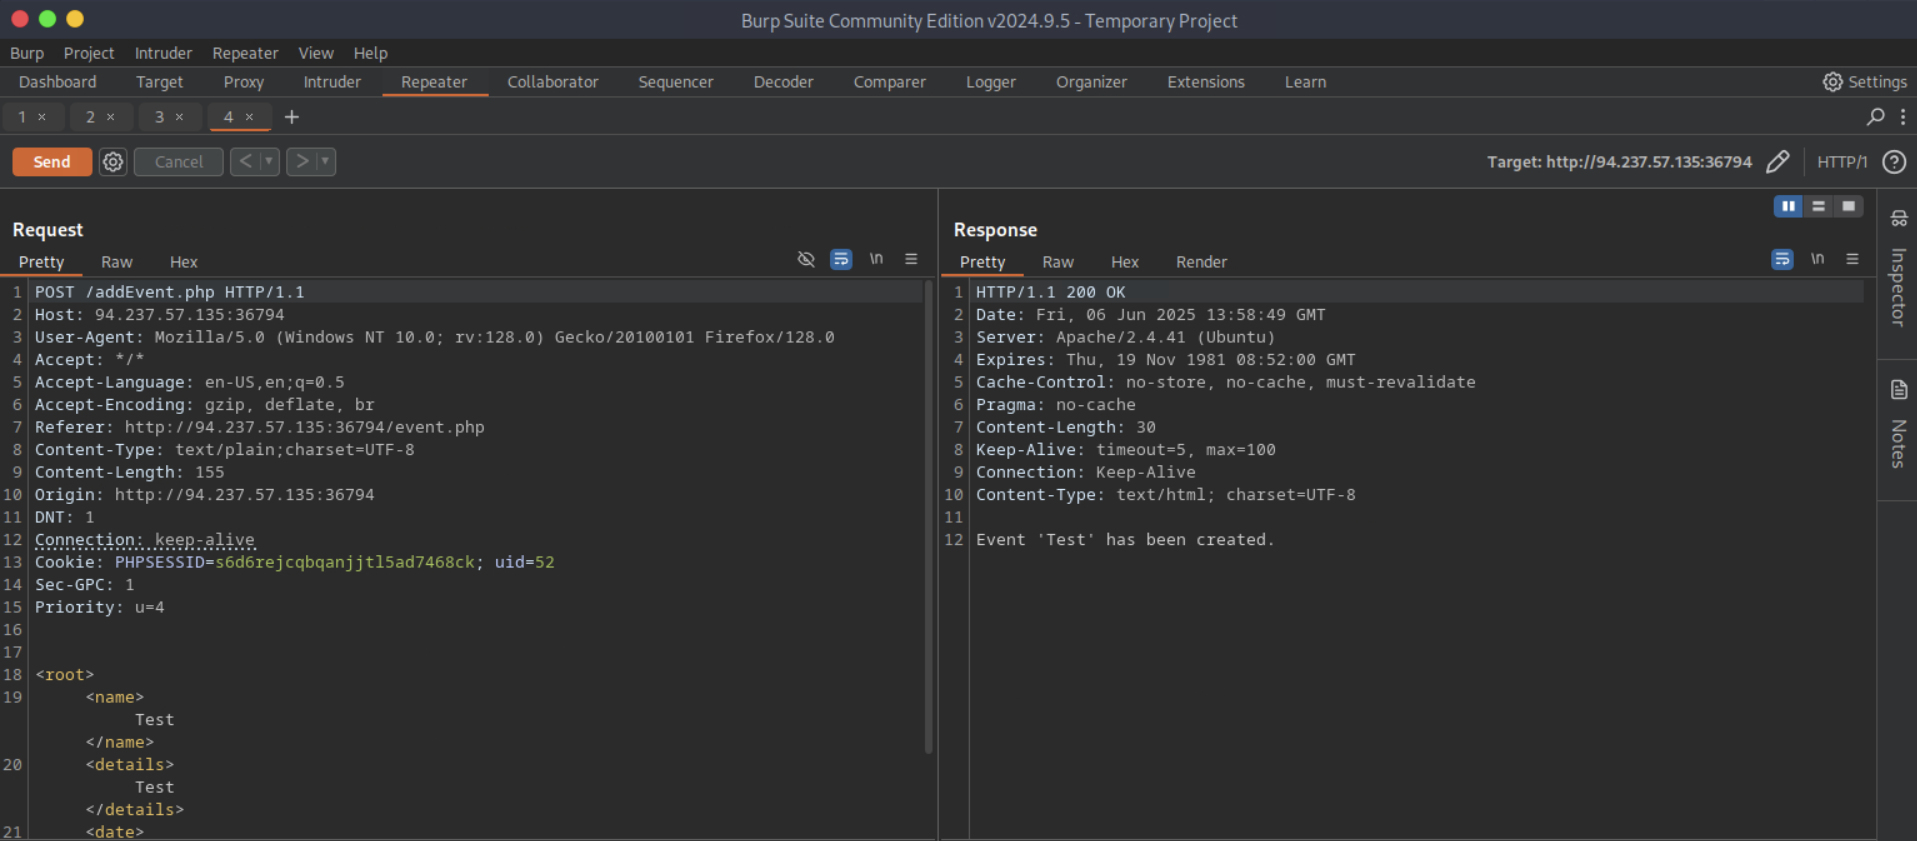 Burp Suite Community Edition v2024.9.5 - Temporary Project
Burp Project Intruder Repeater View Help
Dashboard Target Proxy Intruder Repeater Collaborator Sequencer Decoder Comparer Logger Organizer Extensions Learn Settings
1 × 2 × 3 × 4 × +
Send Cancel < > Target: http://94.237.57.135:36794 HTTP/1 ?
Request
Pretty Raw Hex \n
1 POST /addEvent.php HTTP/1.1
2 Host: 94.237.57.135:36794
3 User-Agent: Mozilla/5.0 (Windows NT 10.0; rv:128.0) Gecko/20100101 Firefox/128.0
4 Accept: */*
5 Accept-Language: en-US,en;q=0.5
6 Accept-Encoding: gzip, deflate, br
7 Referer: http://94.237.57.135:36794/event.php
8 Content-Type: text/plain;charset=UTF-8
9 Content-Length: 155
10 Origin: http://94.237.57.135:36794
11 DNT: 1
12 Connection: keep-alive
13 Cookie: PHPSESSID=s6d6rejcqbqanjjtl5ad7468ck; uid=52
14 Sec-GPC: 1
15 Priority: u=4
16
17
18 <root>
19 <name>
Test
</name>
20 <details>
Test
</details>
21 <date>
Response
Pretty Raw Hex Render \n
1 HTTP/1.1 200 OK
2 Date: Fri, 06 Jun 2025 13:58:49 GMT
3 Server: Apache/2.4.41 (Ubuntu)
4 Expires: Thu, 19 Nov 1981 08:52:00 GMT
5 Cache-Control: no-store, no-cache, must-revalidate
6 Pragma: no-cache
7 Content-Length: 30
8 Keep-Alive: timeout=5, max=100
9 Connection: Keep-Alive
10 Content-Type: text/html; charset=UTF-8
11
12 Event 'Test' has been created.
Inspector
Notes